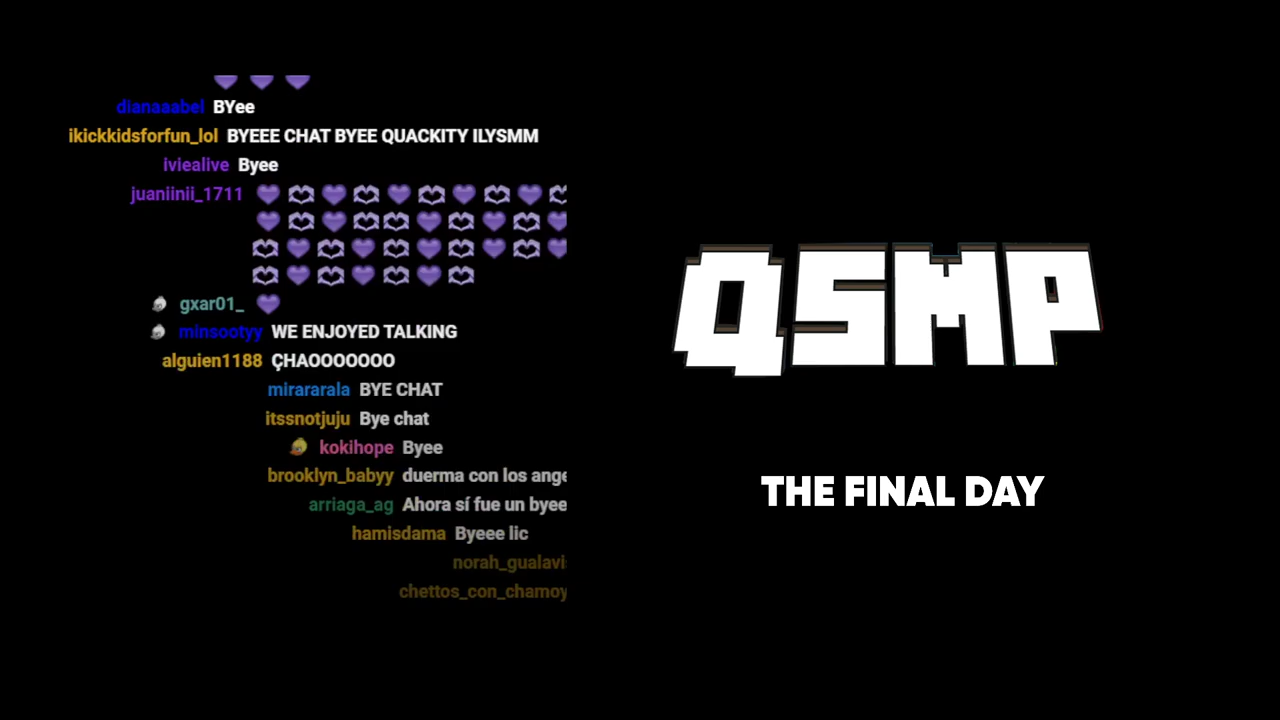 dianaaabel BYee
ikickkidsforfun_lol BYEEE CHAT BYEE QUACKITY ILYSMM
iviealive Byee
juaniinii_1711
gxar01_
minsootyy WE ENJOYED TALKING
alguien1188 ÇHAOOOOOOO
mirararala BYE CHAT
itssnotjuju Bye chat
kokihope Byee
brooklyn_babyy duerma con los ange
arriaga_ag Ahora sí fue un byee
hamisdama Byeee lic
norah_gualavi
chettos_con_chamoy
QSMP
THE FINAL DAY